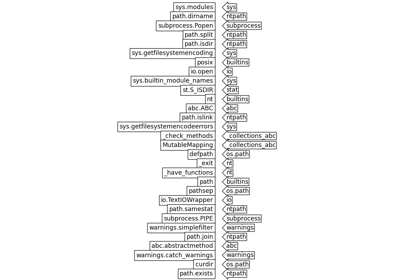 sys.modules sys
path.dirname ntpath
subprocess.Popen subprocess
path.split ntpath
path.isdir ntpath
sys.getfilesystemencoding sys
posix builtins
io.open io
sys.builtin_module_names sys
st.S_ISDIR stat
nt builtins
abc.ABC abc
path.islink ntpath
sys.getfilesystemencodeerrors sys
_check_methods _collections_abc
MutableMapping _collections_abc
defpath os.path
_exit nt
_have_functions nt
path builtins
pathsep os.path
io.TextIOWrapper io
path.samestat ntpath
subprocess.PIPE subprocess
warnings.simplefilter warnings
path.join ntpath
abc.abstractmethod abc
warnings.catch_warnings warnings
curdir os.path
path.exists ntpath